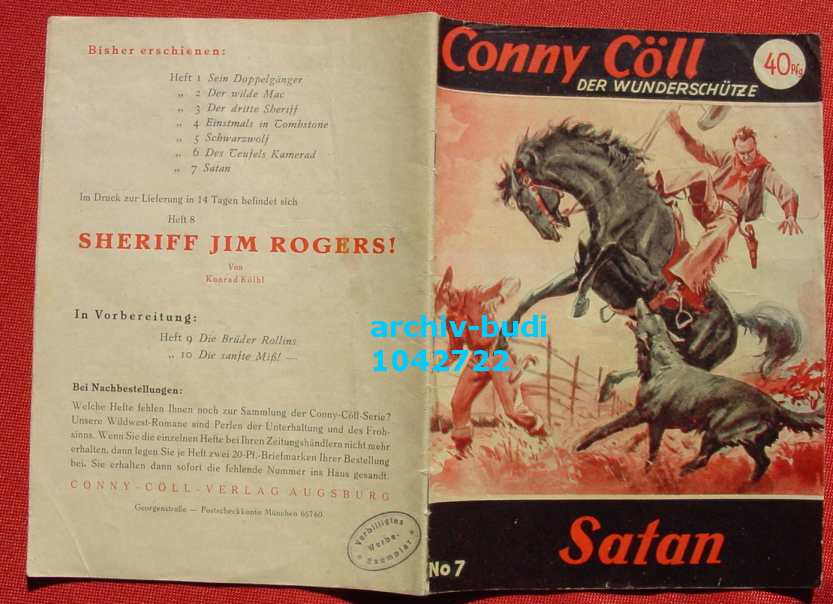 Bisher erschienen:
Heft 1 Sein Doppelgänger
„ 2 Der wilde Mac
„ 3 Der dritte Sheriff
„ 4 Einstmals in Tombstone
„ 5 Schwarzwolf
„ 6 Des Teufels Kamerad
„ 7 Satan
Im Druck zur Lieferung in 14 Tagen befindet sich
Heft 8
SHERIFF JIM ROGERS!
Von
Konrad Kölbl
In Vorbereitung:
Heft 9 Die Brüder Rollins
„ 10 Die sanfte Miß! —
Bei Nachbestellungen:
Welche Hefte fehlen Ihnen noch zur Sammlung der Conny-Cöll-Serie?
Unsere Wildwest-Romane sind Perlen der Unterhaltung und des Froh-
sinns. Wenn Sie die einzelnen Hefte bei Ihren Zeitungshändlern nicht mehr
erhalten, dann legen Sie je Heft zwei 20-Pf.-Briefmarken Ihrer Bestellung
bei. Sie erhalten dann sofort die fehlende Nummer ins Haus gesandt.
CONNY-CÖLL-VERLAG AUGSBURG
Georgenstraße – Postscheckkonto München 66760
Verbilligtes
Werbe-
Exemplar
Conny Cöll
DER WUNDERSCHÜTZE
40 Pfg
archiv-budi
1042722
Satan
No 7